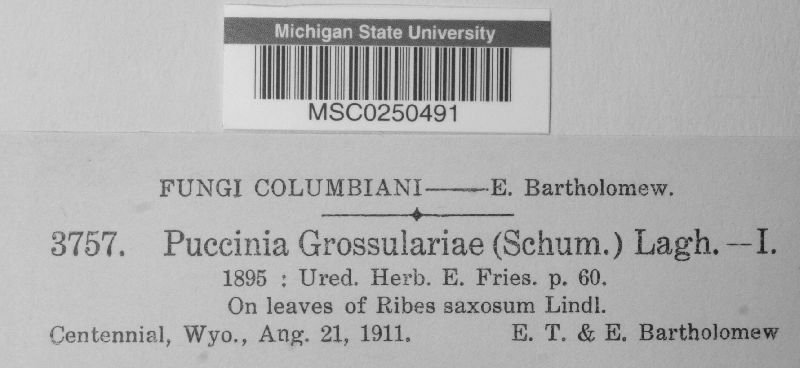 Michigan State University
MSC0250491
FUNGI COLUMBIANI——E. Bartholomew.
3757. Puccinia Grossulariae (Schum.) Lagh. —I.
1895 : Ured. Herb. E. Fries. p. 60.
On leaves of Ribes saxosum Lindl.
Centennial, Wyo., Aug. 21, 1911. E. T. & E. Bartholomew